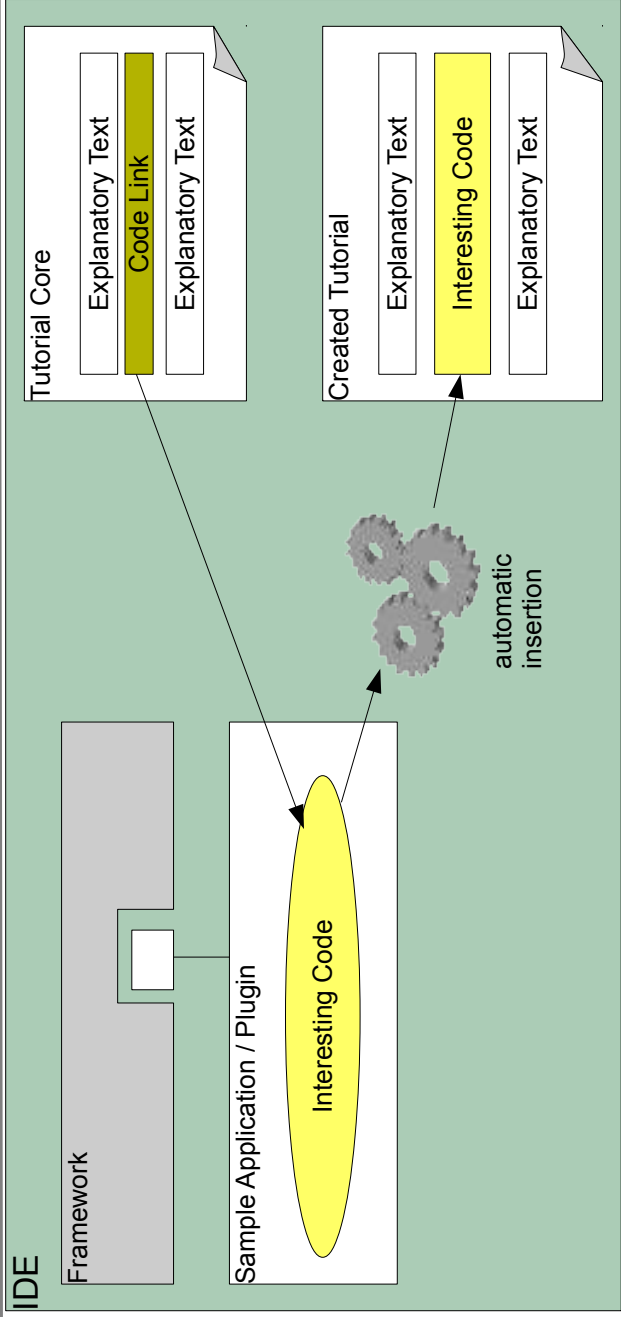 IDE
Framework
Sample Application / Plugin
Interesting Code
automatic
insertion
Tutorial Core
Explanatory Text
Code Link
Explanatory Text
Created Tutorial
Explanatory Text
Interesting Code
Explanatory Text